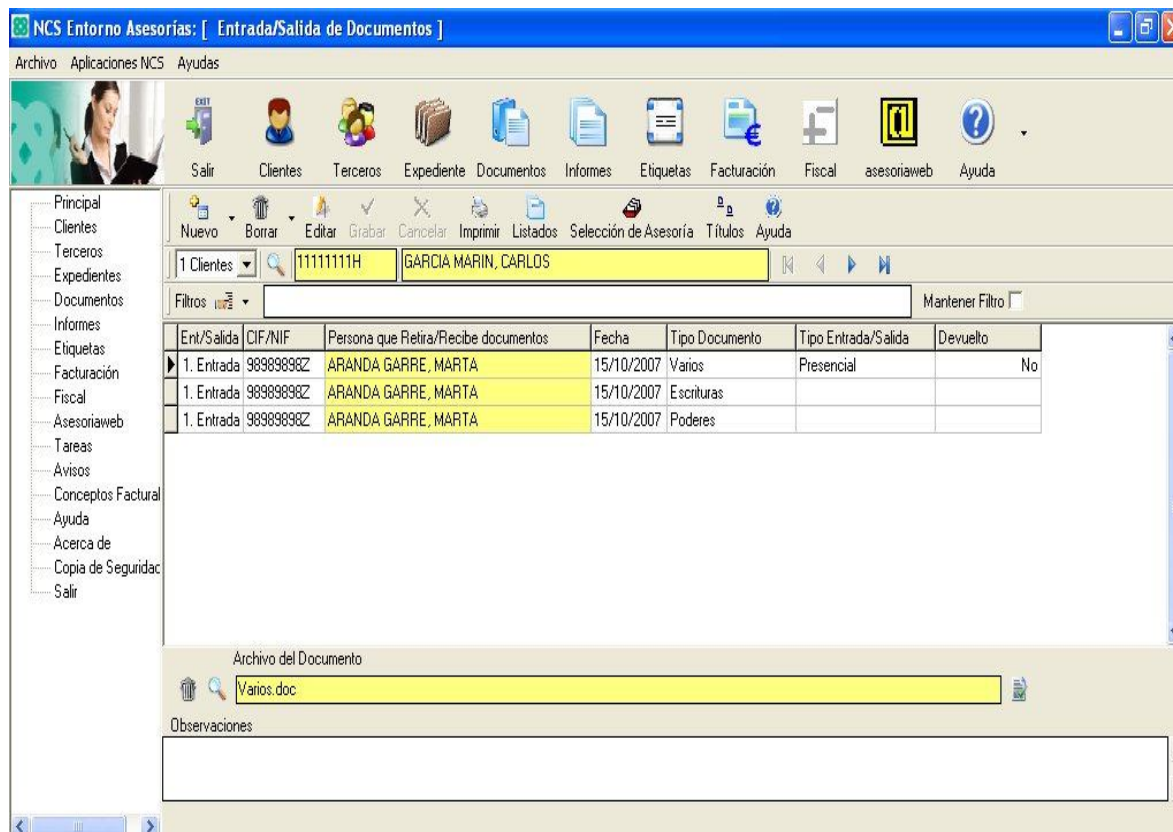 NCS Entorno Asesorías: [ Entrada/Salida de Documentos ]
Archivo Aplicaciones NCS Ayudas
EXIT
Salir Clientes Terceros Expediente Documentos Informes Etiquetas Facturación Fiscal asesoriaweb Ayuda
Principal
Clientes
Terceros
Expedientes
Documentos
Informes
Etiquetas
Facturación
Fiscal
Asesoriaweb
Tareas
Avisos
Conceptos Factural
Ayuda
Acerca de
Copia de Seguridac
Salir
Nuevo Borrar Editar Grabar Cancelar Imprimir Listados Selección de Asesoría Títulos Ayuda
1 Clientes 11111111H GARCIA MARIN, CARLOS
Filtros Mantener Filtro
Ent/Salida CIF/NIF Persona que Retira/Recibe documentos Fecha Tipo Documento Tipo Entrada/Salida Devuelto
1. Entrada 98989898Z ARANDA GARRE, MARTA 15/10/2007 Varios Presencial No
1. Entrada 98989898Z ARANDA GARRE, MARTA 15/10/2007 Escrituras
1. Entrada 98989898Z ARANDA GARRE, MARTA 15/10/2007 Poderes
Archivo del Documento
Varios.doc
Observaciones